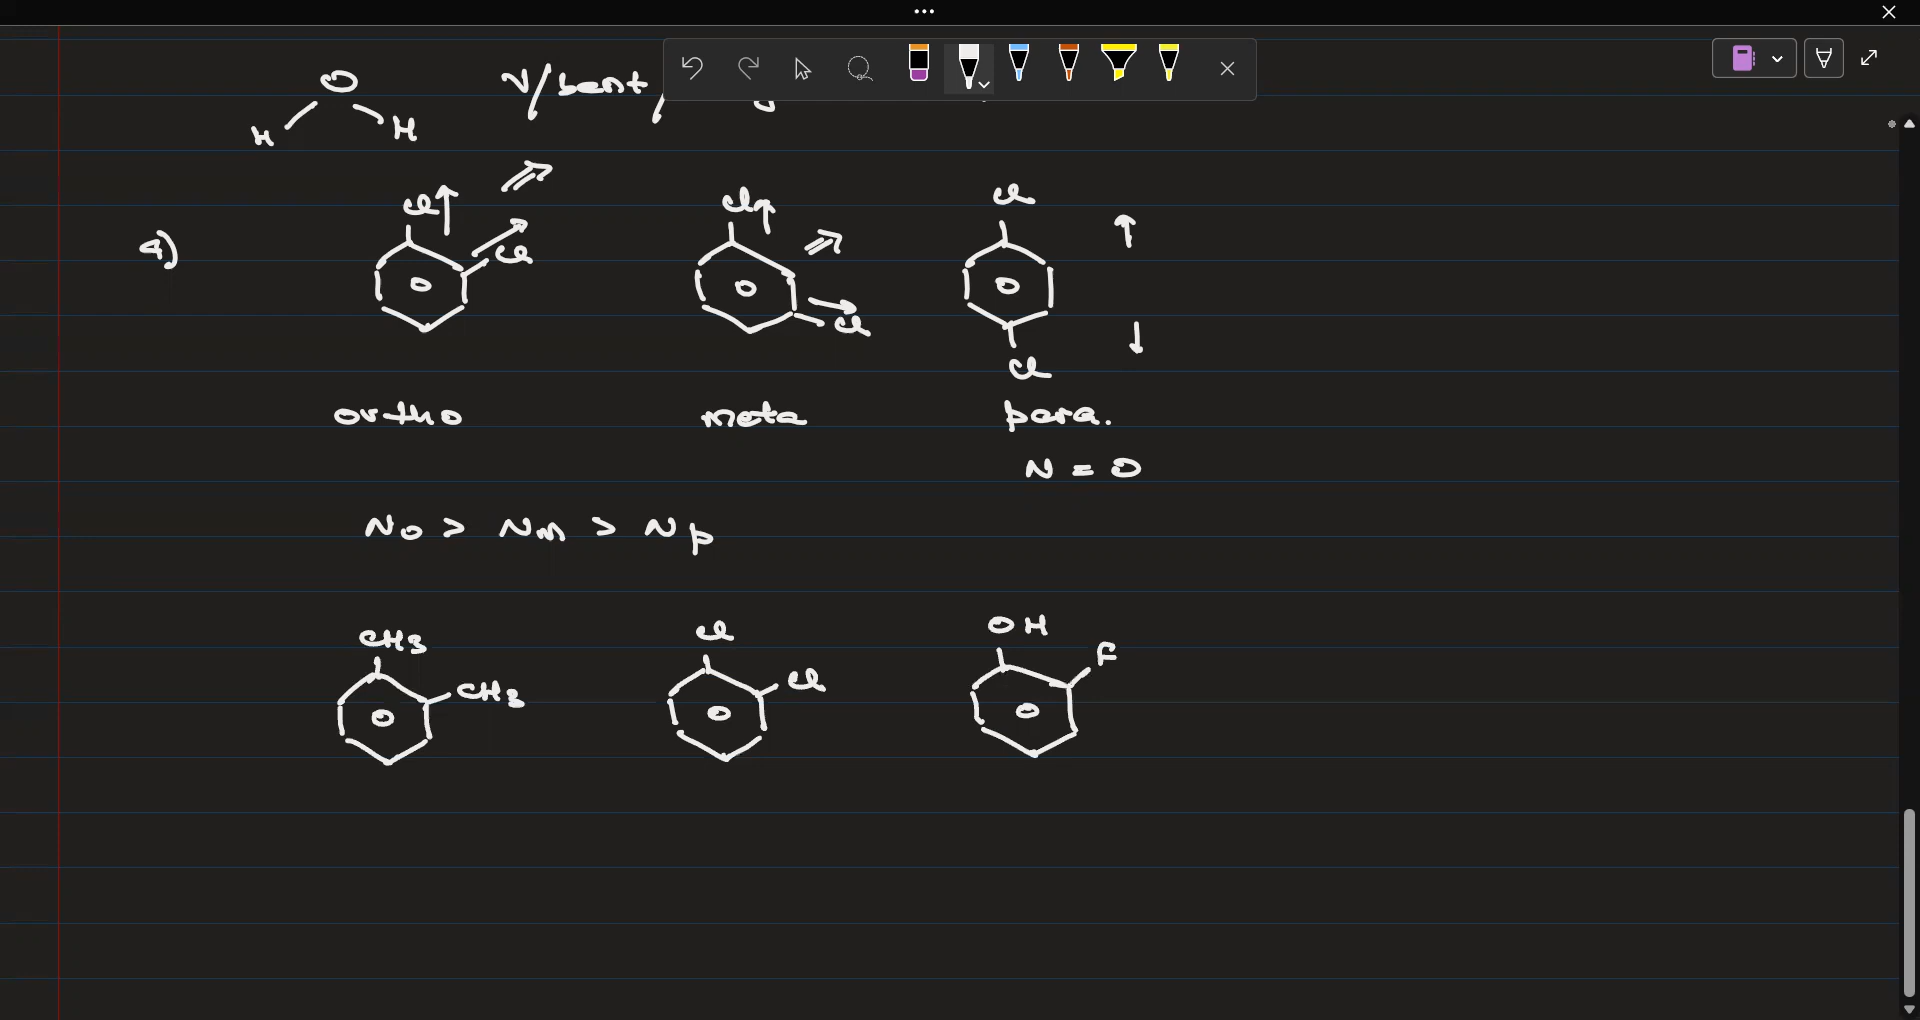 O
H H
V/bent/
4)
Cl Cl
Cl Cl
Cl Cl
ortho meta para.
N = 0
No > Nm > Np
CH3 CH3
Cl Cl
OH F